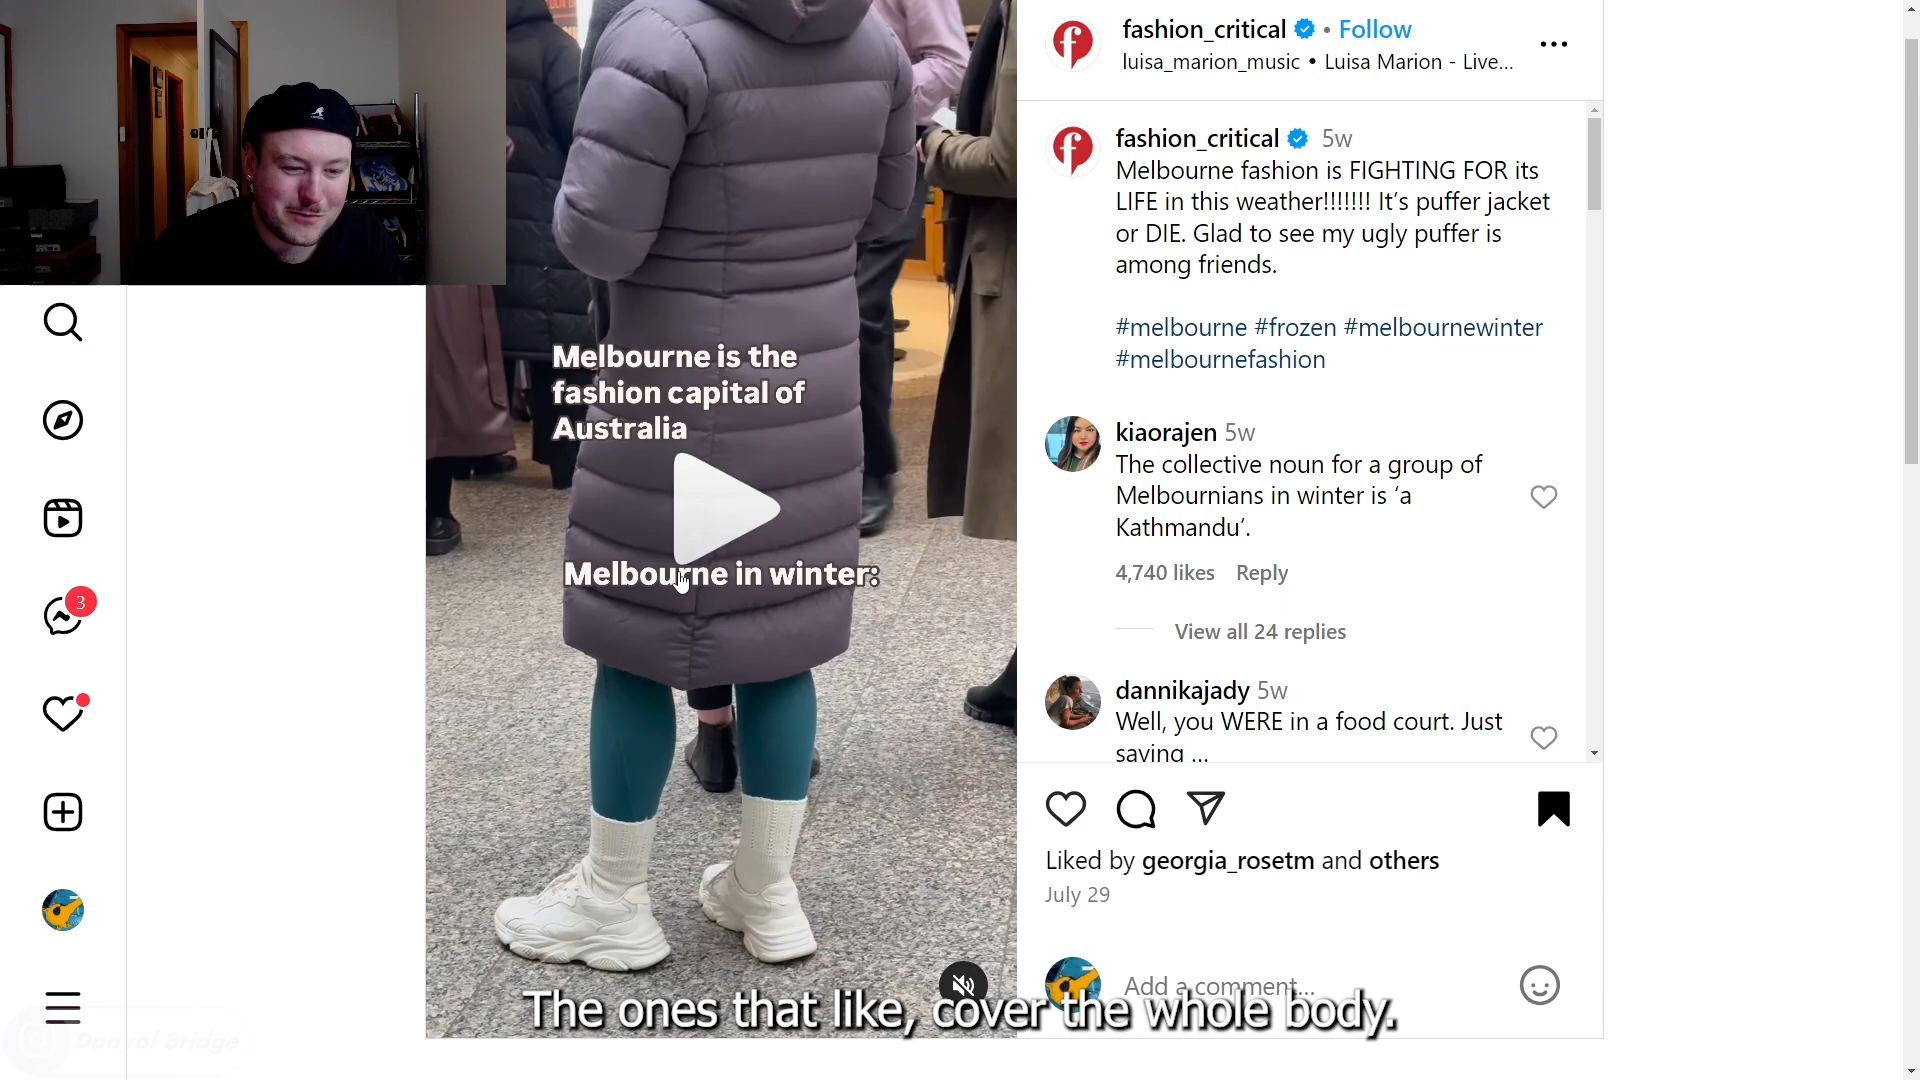 fashion_critical • Follow
luisa_marion_music • Luisa Marion - Live...
fashion_critical 5w
Melbourne fashion is FIGHTING FOR its
LIFE in this weather!!!!!!! It's puffer jacket
or DIE. Glad to see my ugly puffer is
among friends.
#melbourne #frozen #melbournewinter
#melbournefashion
kiaorajen 5w
The collective noun for a group of
Melbournians in winter is ‘a
Kathmandu’.
4,740 likes Reply
View all 24 replies
dannikajady 5w
Well, you WERE in a food court. Just
saying ...
Liked by georgia_rosetm and others
July 29
Add a comment...
Melbourne is the
fashion capital of
Australia
Melbourne in winter:
3
The ones that like, cover the whole body.
Danyal Bridge